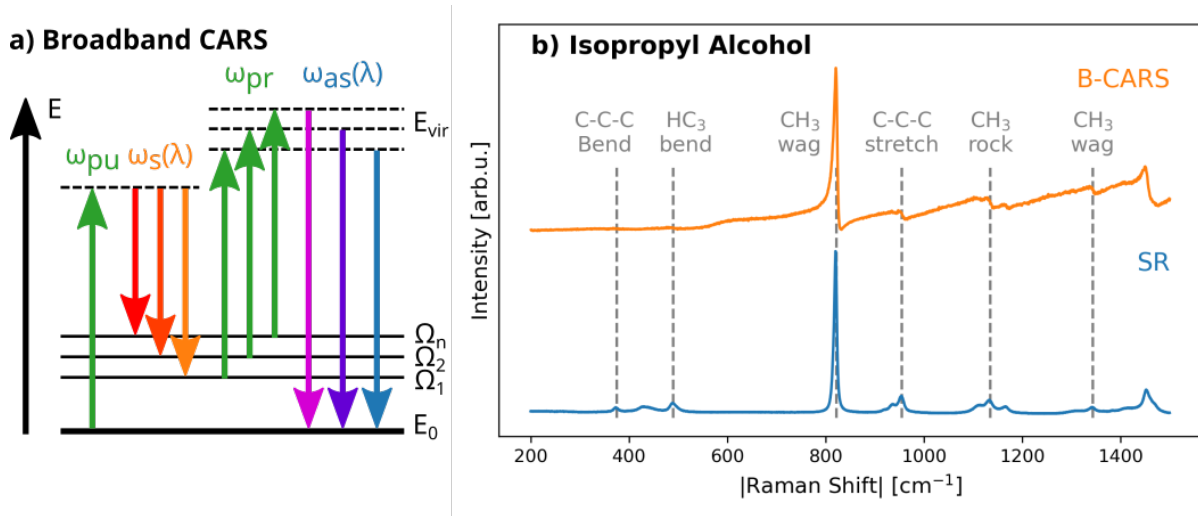 a) Broadband CARS
E
ωpu
ωs(λ)
ωpr
ωas(λ)
Evir
Ωn
Ω2
Ω1
E0
b) Isopropyl Alcohol
B-CARS
C-C-C
Bend
HC3
bend
CH3
wag
C-C-C
stretch
CH3
rock
CH3
wag
SR
Intensity [arb.u.]
200 400 600 800 1000 1200 1400
|Raman Shift| [cm⁻¹]